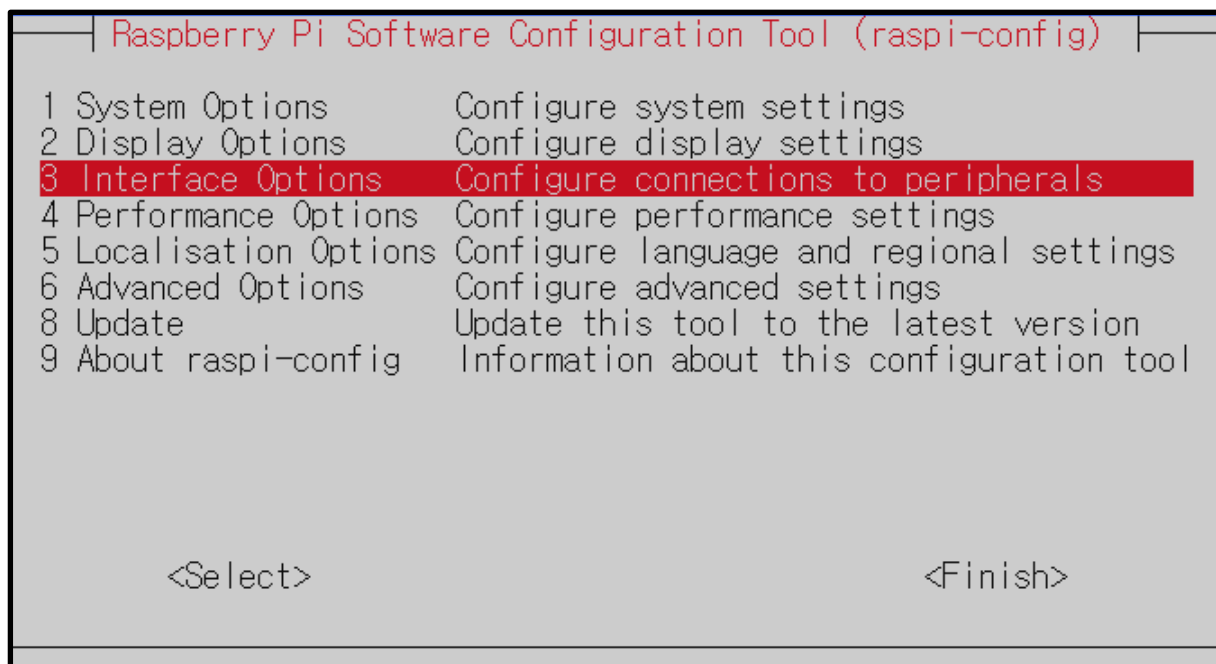 Raspberry Pi Software Configuration Tool (raspi-config)
1 System Options Configure system settings
2 Display Options Configure display settings
3 Interface Options Configure connections to peripherals
4 Performance Options Configure performance settings
5 Localisation Options Configure language and regional settings
6 Advanced Options Configure advanced settings
8 Update Update this tool to the latest version
9 About raspi-config Information about this configuration tool
<Select> <Finish>